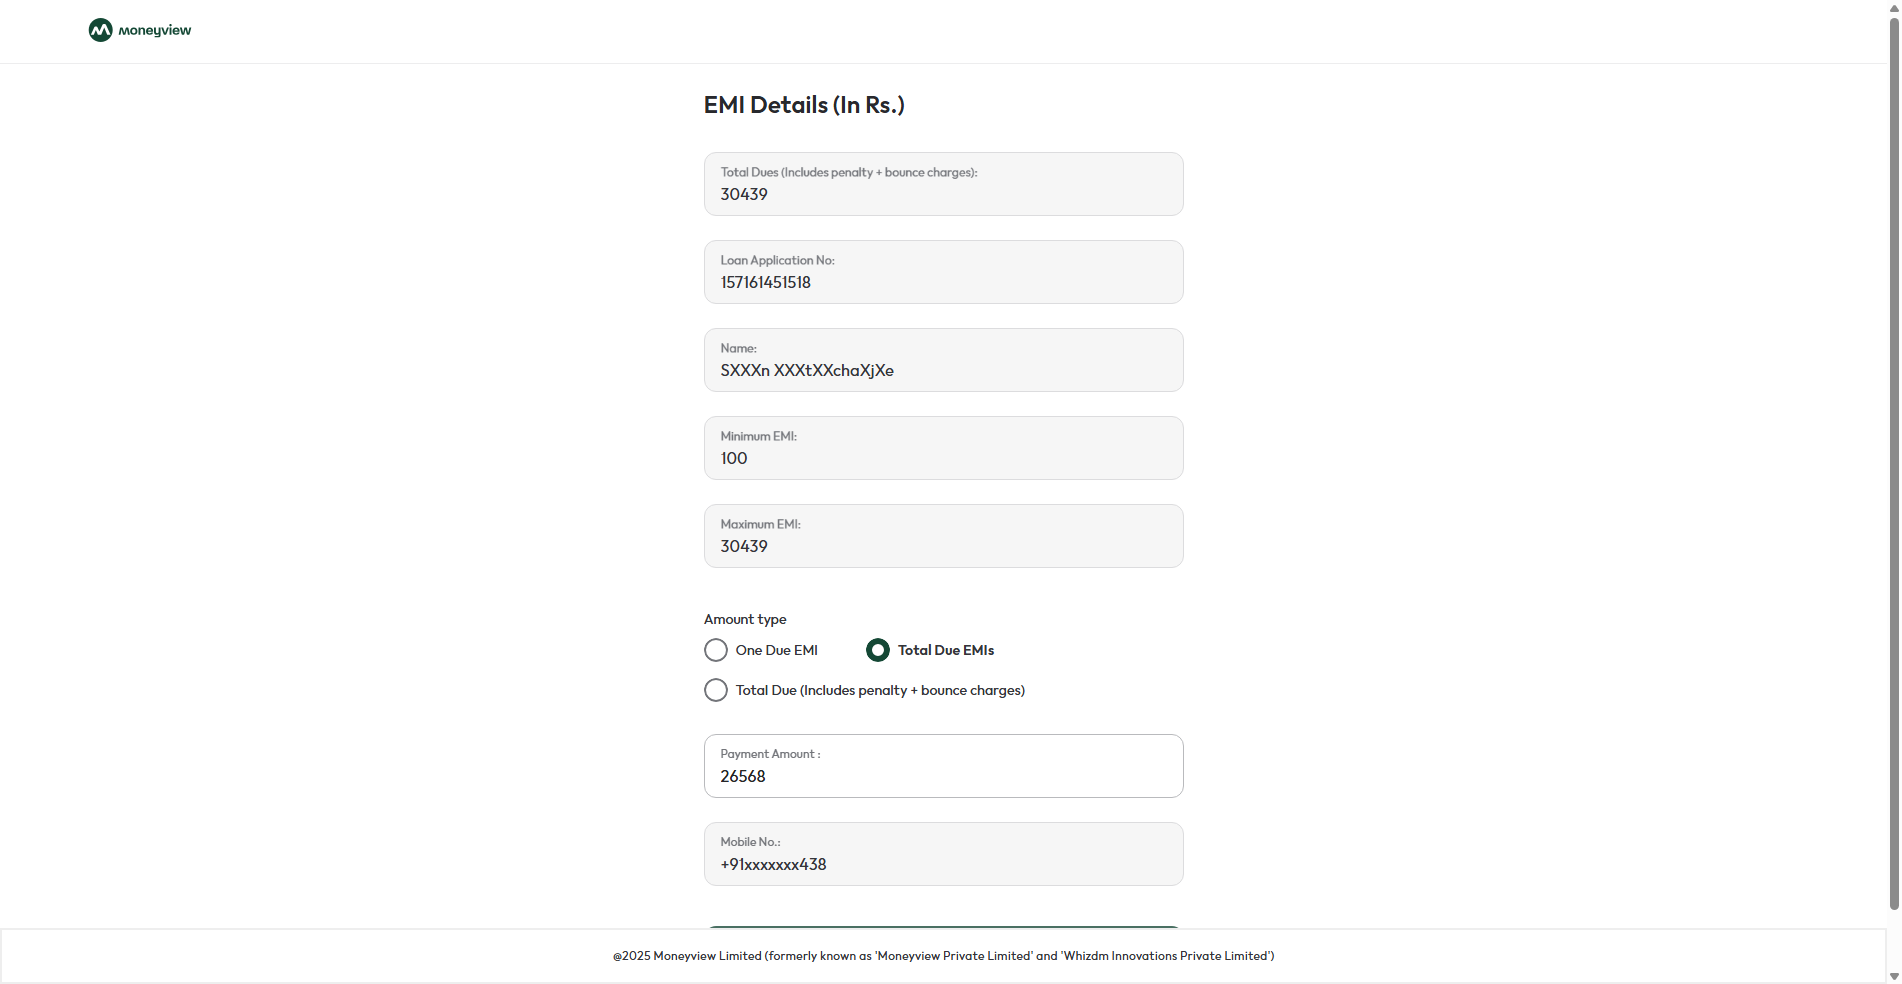 moneyview
EMI Details (In Rs.)
Total Dues (Includes penalty + bounce charges):
30439
Loan Application No:
157161451518
Name:
SXXXn XXXtXXchaXjXe
Minimum EMI:
100
Maximum EMI:
30439
Amount type
One Due EMI
Total Due EMIs
Total Due (Includes penalty + bounce charges)
Payment Amount :
26568
Mobile No.:
+91xxxxxxx438
@2025 Moneyview Limited (formerly known as 'Moneyview Private Limited' and 'Whizdm Innovations Private Limited')